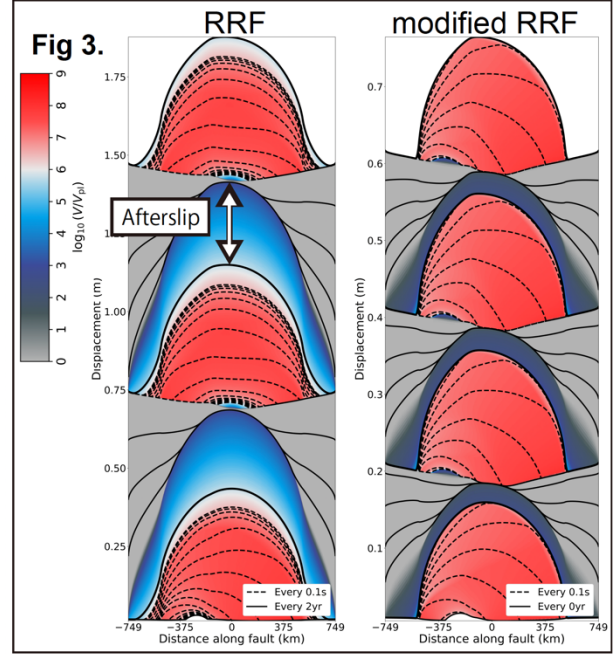 RRF
modified RRF
Fig 3.
9
8
7
6
5
4
3
2
1
0
log₁₀ (V/Vpl)
Displacement (m)
1.75
1.50
1.00
0.75
0.50
0.25
Afterslip
Every 0.1s
Every 2yr
−749
−375
0
375
749
Distance along fault (km)
Displacement (m)
0.7
0.6
0.5
0.4
0.3
0.2
0.1
Every 0.1s
Every 0yr
−749
−375
0
375
749
Distance along fault (km)